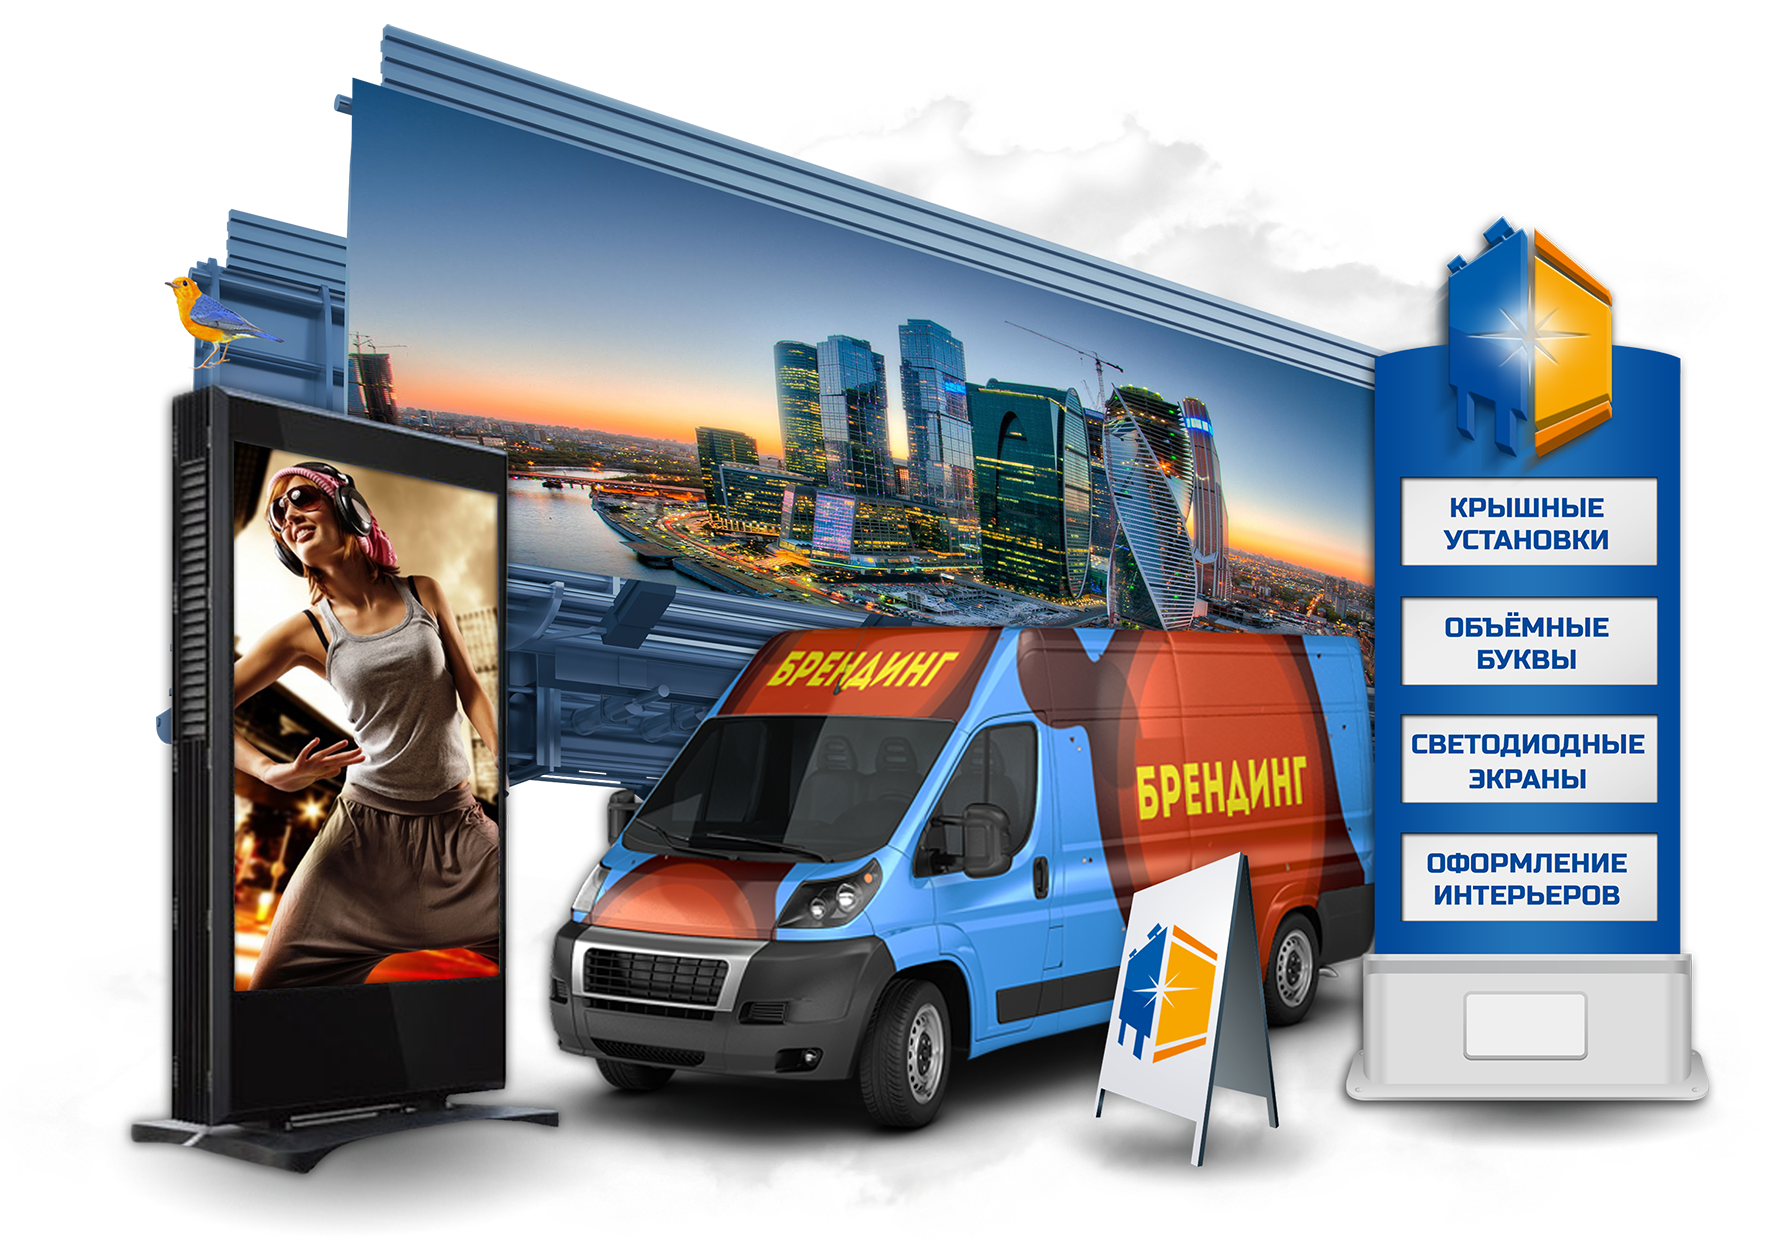 БРЕНДИНГ
БРЕНДИНГ
КРЫШНЫЕ
УСТАНОВКИ
ОБЪЁМНЫЕ
БУКВЫ
СВЕТОДИОДНЫЕ
ЭКРАНЫ
ОФОРМЛЕНИЕ
ИНТЕРЬЕРОВ